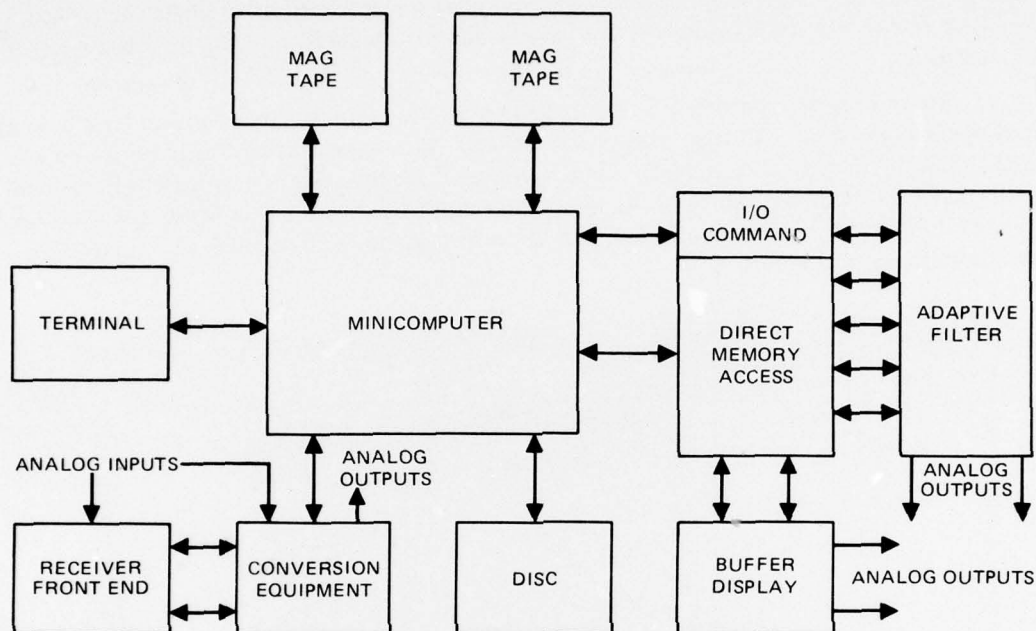 MAG
TAPE
MAG
TAPE
I/O
COMMAND
TERMINAL
MINICOMPUTER
DIRECT
MEMORY
ACCESS
ADAPTIVE
FILTER
ANALOG INPUTS
ANALOG
OUTPUTS
ANALOG
OUTPUTS
RECEIVER
FRONT END
CONVERSION
EQUIPMENT
DISC
BUFFER
DISPLAY
ANALOG OUTPUTS